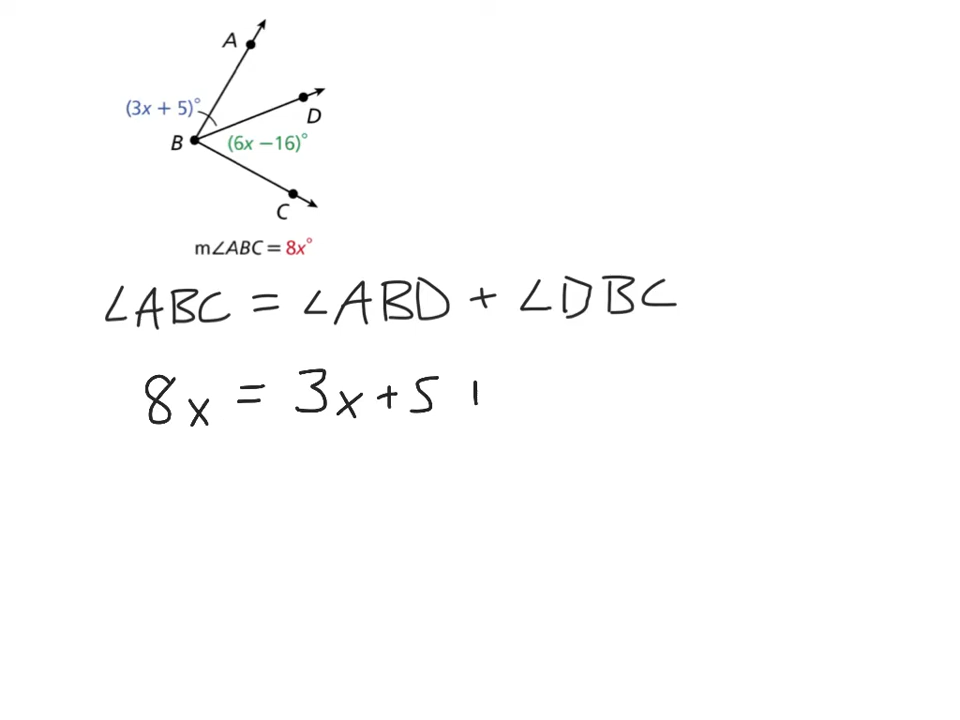 A
(3x + 5)°
D
B
(6x −16)°
C
m∠ABC = 8x°
∠ABC = ∠ABD + ∠DBC
8x = 3x+5